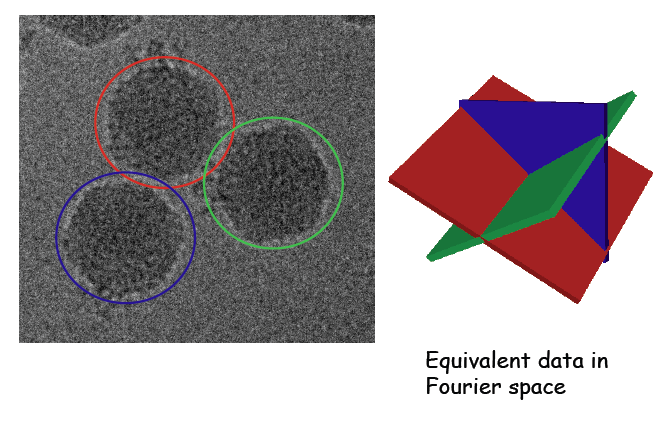 Equivalent data in
Fourier space